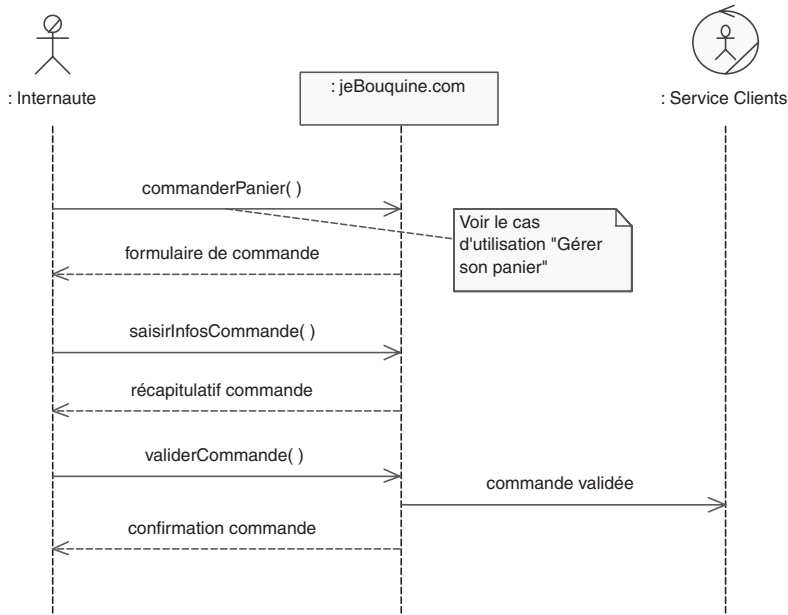 : Internaute
: jeBouquine.com
: Service Clients
commanderPanier( )
Voir le cas
d'utilisation "Gérer
son panier"
formulaire de commande
saisirInfosCommande( )
récapitulatif commande
validerCommande( )
commande validée
confirmation commande